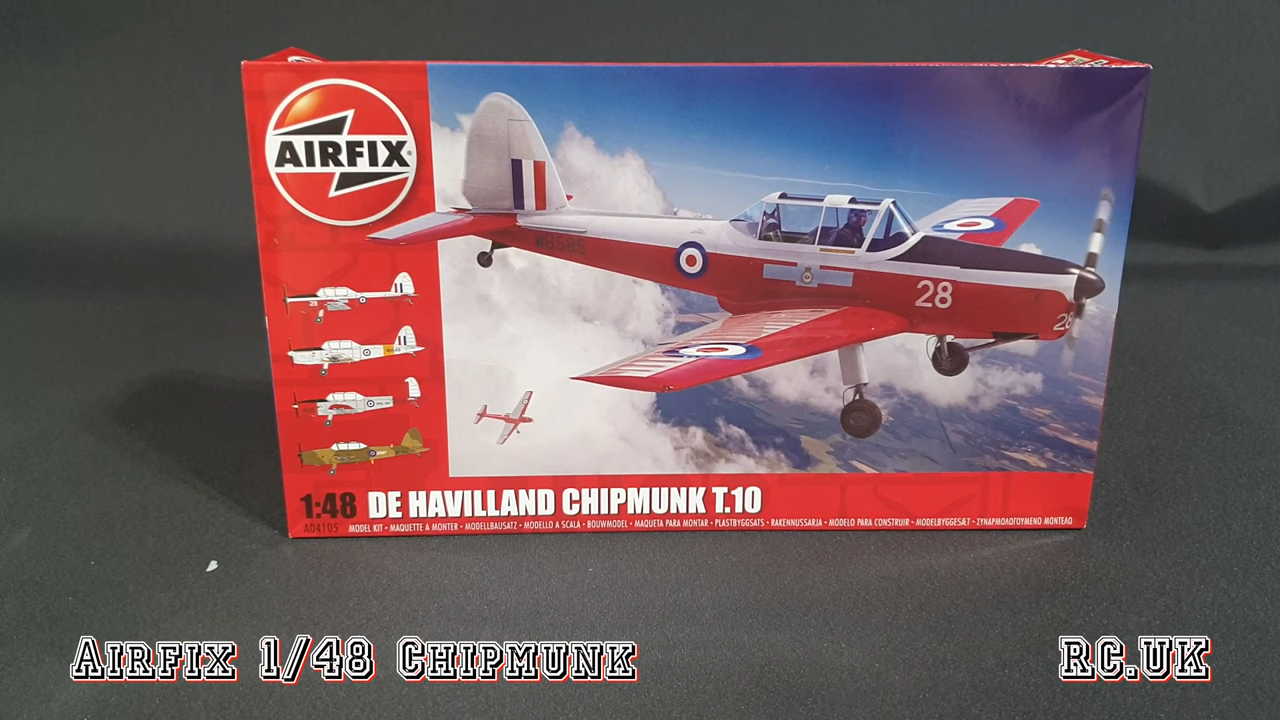 AIRFIX
WB585
28
28
1:48 DE HAVILLAND CHIPMUNK T.10
A04105 MODEL KIT • MAQUETTE A MONTER • MODELLBAUSATZ • MODELLO A SCALA • BOUWMODEL • MAQUETA PARA MONTAR • PLASTBYGGSATS • RAKENNUSSARJA • MODELO PARA CONSTRUIR • MODELBYGGESÆT • ΣΥΝΑΡΜΟΛΟΓΟΥΜΕΝΟ ΜΟΝΤΕΛΟ
Airfix 1/48 Chipmunk
RC.UK